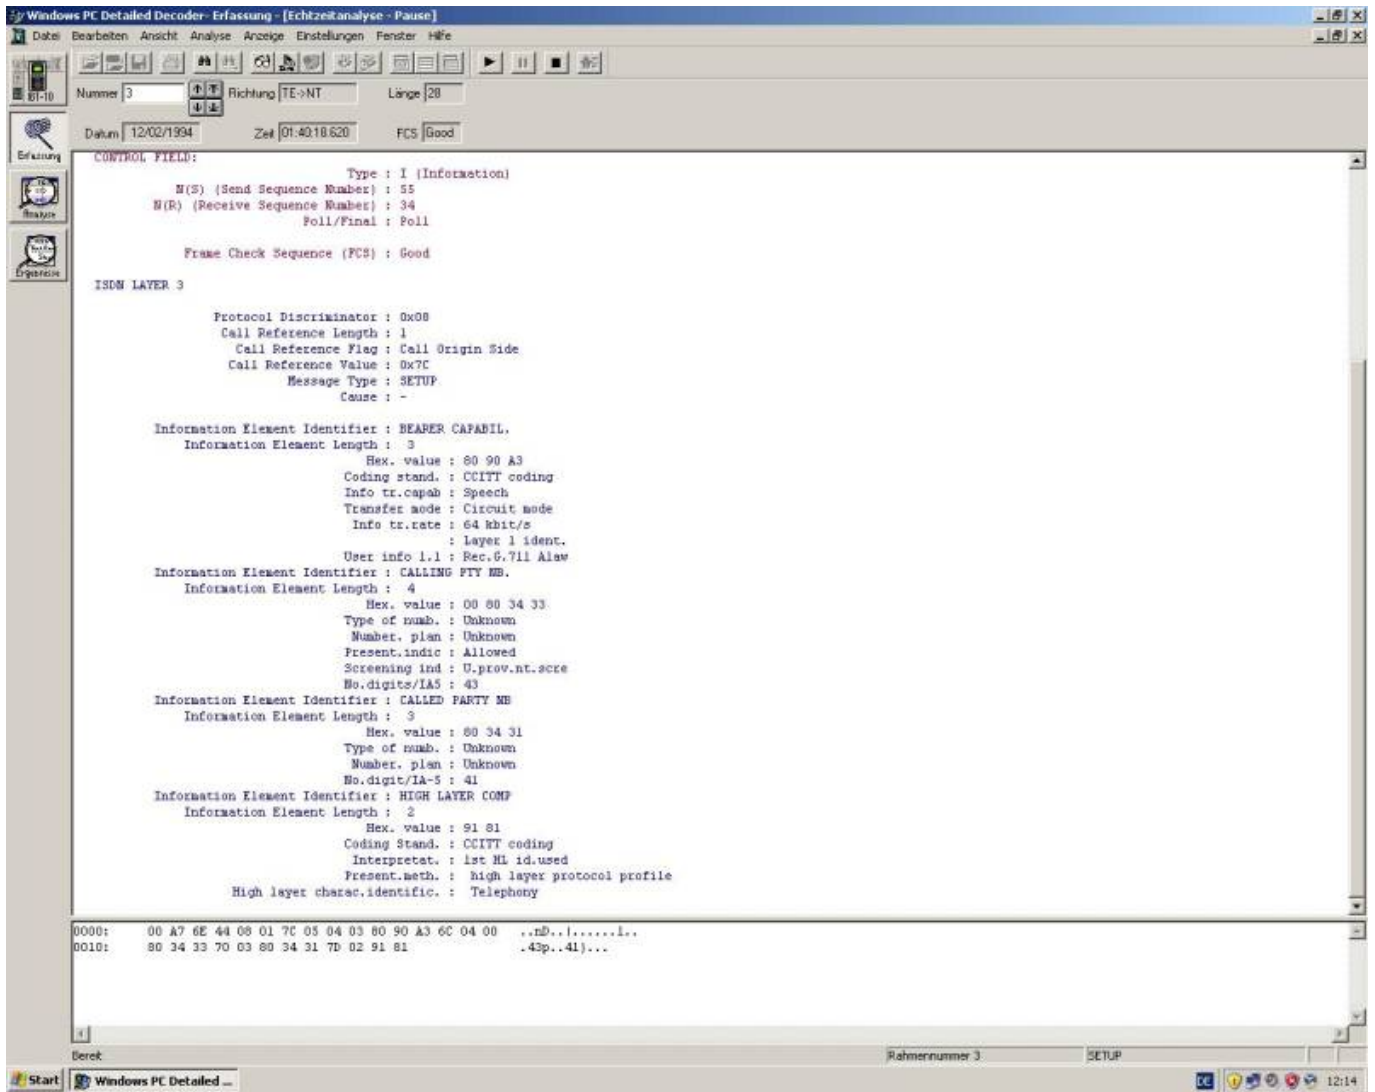 Windows PC Detailed Decoder- Erfassung - [Echtzeitanalyse - Pause]
Datei Bearbeiten Ansicht Analyse Anzeige Einstellungen Fenster Hilfe
IBT-10
Nummer 3 Richtung TE->NT Länge 28
Datum 12/02/1994 Zeit 01:40:18.620 FCS Good
Erfassung
Analyse
Ergebnisse
CONTROL FIELD:
Type : I (Information)
N(S) (Send Sequence Number) : 55
N(R) (Receive Sequence Number) : 34
Poll/Final : Poll
Frame Check Sequence (FCS) : Good
ISDN LAYER 3
Protocol Discriminator : 0x08
Call Reference Length : 1
Call Reference Flag : Call Origin Side
Call Reference Value : 0x7C
Message Type : SETUP
Cause : -
Information Element Identifier : BEARER CAPABIL.
Information Element Length : 3
Hex. value : 80 90 A3
Coding stand. : CCITT coding
Info tr.capab : Speech
Transfer mode : Circuit mode
Info tr.rate : 64 kbit/s
: Layer 1 ident.
User info l.1 : Rec.G.711 Alaw
Information Element Identifier : CALLING PTY NB.
Information Element Length : 4
Hex. value : 00 80 34 33
Type of numb. : Unknown
Number. plan : Unknown
Present.indic : Allowed
Screening ind : U.prov.nt.scre
No.digits/IA5 : 43
Information Element Identifier : CALLED PARTY NB
Information Element Length : 3
Hex. value : 80 34 31
Type of numb. : Unknown
Number. plan : Unknown
No.digit/IA-5 : 41
Information Element Identifier : HIGH LAYER COMP
Information Element Length : 2
Hex. value : 91 81
Coding Stand. : CCITT coding
Interpretat. : 1st HL id.used
Present.meth. : high layer protocol profile
High layer charac.identific. : Telephony
0000: 00 A7 6E 44 08 01 7C 05 04 03 80 90 A3 6C 04 00 ..nD..|......l..
0010: 80 34 33 70 03 80 34 31 7D 02 91 81 .43p..41}...
Bereit Rahmennummer 3 SETUP
Start Windows PC Detailed ... DE 12:14